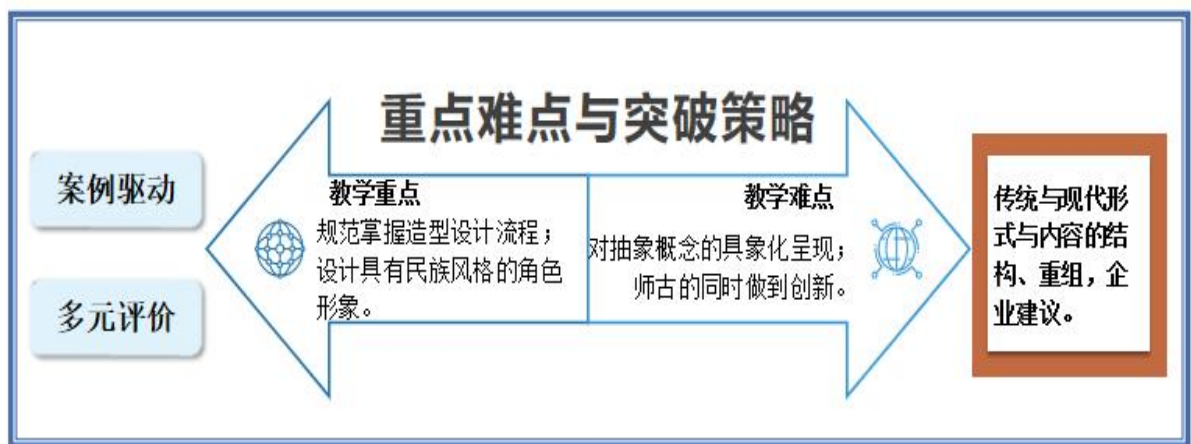 重点难点与突破策略
案例驱动
多元评价
教学重点
规范掌握造型设计流程；
设计具有民族风格的角色
形象。
教学难点
对抽象概念的具象化呈现；
师古的同时做到创新。
传统与现代形
式与内容的结
构、重组，企
业建议。